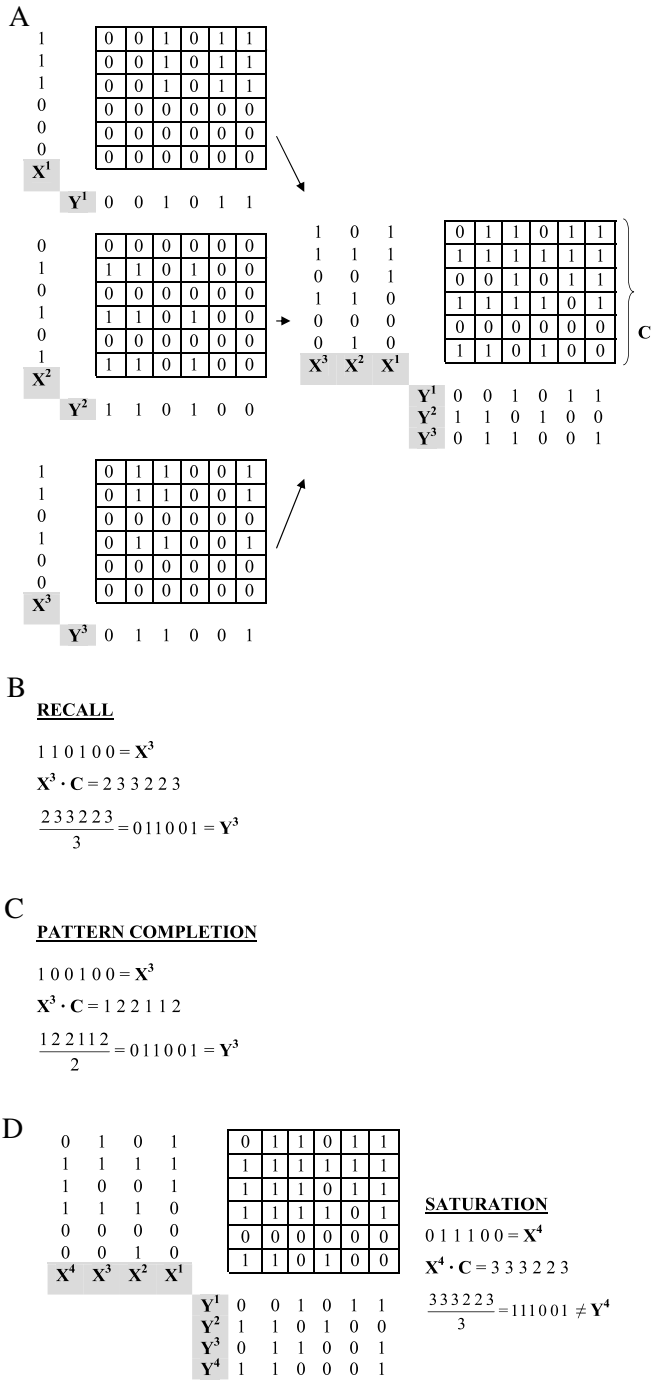 A
1 0 0 1 0 1 1
1 0 0 1 0 1 1
1 0 0 1 0 1 1
0 0 0 0 0 0 0
0 0 0 0 0 0 0
0 0 0 0 0 0 0
X¹
Y¹ 0 0 1 0 1 1
0 0 0 0 0 0 0
1 1 1 0 1 0 0
0 0 0 0 0 0 0
1 1 1 0 1 0 0
0 0 0 0 0 0 0
1 1 1 0 1 0 0
X²
Y² 1 1 0 1 0 0
1 0 1 1 0 0 1
1 0 1 1 0 0 1
0 0 0 0 0 0 0
1 0 1 1 0 0 1
0 0 0 0 0 0 0
0 0 0 0 0 0 0
X³
Y³ 0 1 1 0 0 1
1 0 1 0 1 1 0 1 1
1 1 1 1 1 1 1 1 1
0 0 1 0 0 1 0 1 1
1 1 0 1 1 1 1 0 1
0 0 0 0 0 0 0 0 0
0 1 0 1 1 0 1 0 0
X³ X² X¹
C
Y¹ 0 0 1 0 1 1
Y² 1 1 0 1 0 0
Y³ 0 1 1 0 0 1
B
RECALL
1 1 0 1 0 0 = X³
X³ · C = 2 3 3 2 2 3
2 3 3 2 2 3
3
= 0 1 1 0 0 1 = Y³
C
PATTERN COMPLETION
1 0 0 1 0 0 = X³
X³ · C = 1 2 2 1 1 2
1 2 2 1 1 2
2
= 0 1 1 0 0 1 = Y³
D
0 1 0 1 0 1 1 0 1 1
1 1 1 1 1 1 1 1 1 1
1 0 0 1 1 1 1 0 1 1
1 1 1 0 1 1 1 1 0 1
0 0 0 0 0 0 0 0 0 0
0 0 1 0 1 1 0 1 0 0
X⁴ X³ X² X¹
Y¹ 0 0 1 0 1 1
Y² 1 1 0 1 0 0
Y³ 0 1 1 0 0 1
Y⁴ 1 1 0 0 0 1
SATURATION
0 1 1 1 0 0 = X⁴
X⁴ · C = 3 3 3 2 2 3
3 3 3 2 2 3
3
= 1 1 1 0 0 1 ≠ Y⁴